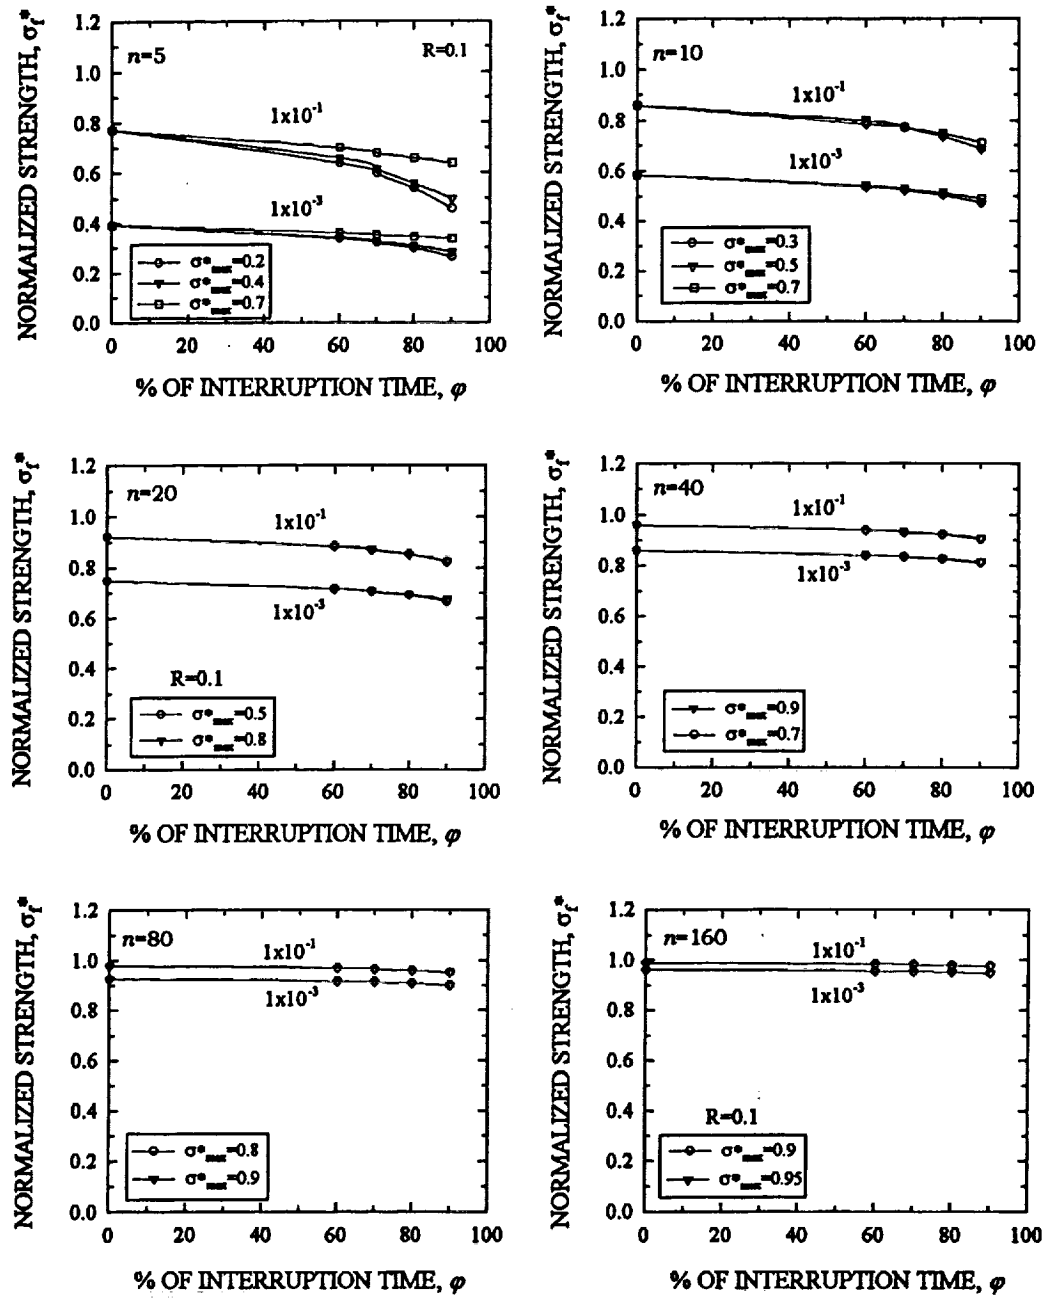 NORMALIZED STRENGTH, σf*
1.2
1.0
0.8
0.6
0.4
0.2
0.0
n=5
R=0.1
1x10⁻¹
1x10⁻³
σ*max=0.2
σ*max=0.4
σ*max=0.7
0 20 40 60 80 100
% OF INTERRUPTION TIME, φ
NORMALIZED STRENGTH, σf*
1.2
1.0
0.8
0.6
0.4
0.2
0.0
n=10
1x10⁻¹
1x10⁻³
σ*max=0.3
σ*max=0.5
σ*max=0.7
0 20 40 60 80 100
% OF INTERRUPTION TIME, φ
NORMALIZED STRENGTH, σf*
1.2
1.0
0.8
0.6
0.4
0.2
0.0
n=20
1x10⁻¹
1x10⁻³
R=0.1
σ*max=0.5
σ*max=0.8
0 20 40 60 80 100
% OF INTERRUPTION TIME, φ
NORMALIZED STRENGTH, σf*
1.2
1.0
0.8
0.6
0.4
0.2
0.0
n=40
1x10⁻¹
1x10⁻³
σ*max=0.9
σ*max=0.7
0 20 40 60 80 100
% OF INTERRUPTION TIME, φ
NORMALIZED STRENGTH, σf*
1.2
1.0
0.8
0.6
0.4
0.2
0.0
n=80
1x10⁻¹
1x10⁻³
σ*max=0.8
σ*max=0.9
0 20 40 60 80 100
% OF INTERRUPTION TIME, φ
NORMALIZED STRENGTH, σf*
1.2
1.0
0.8
0.6
0.4
0.2
0.0
n=160
1x10⁻¹
1x10⁻³
R=0.1
σ*max=0.9
σ*max=0.95
0 20 40 60 80 100
% OF INTERRUPTION TIME, φ